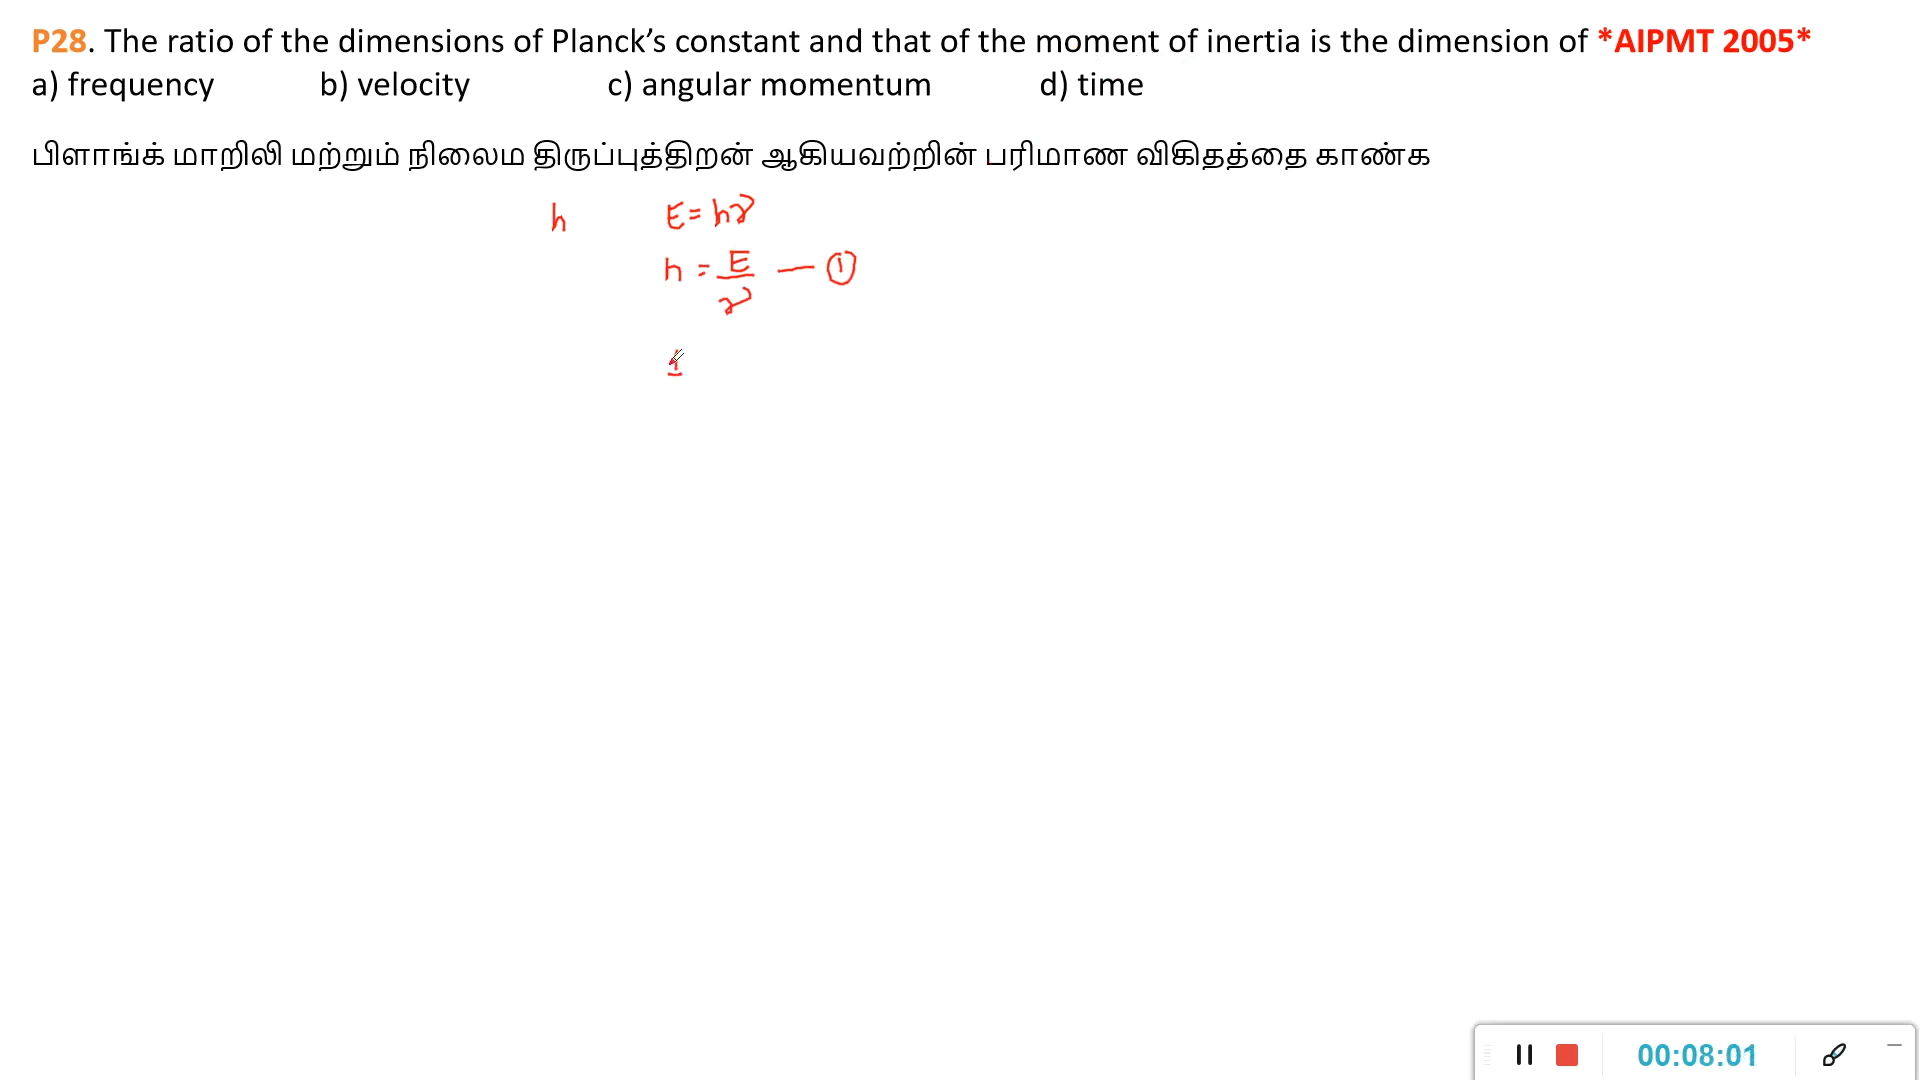 P28. The ratio of the dimensions of Planck’s constant and that of the moment of inertia is the dimension of *AIPMT 2005*
a) frequency b) velocity c) angular momentum d) time
பிளாங்க் மாறிலி மற்றும் நிலைம திருப்புத்திறன் ஆகியவற்றின் பரிமாண விகிதத்தை காண்க
h E = hγ
h = E/γ — ①
00:08:01